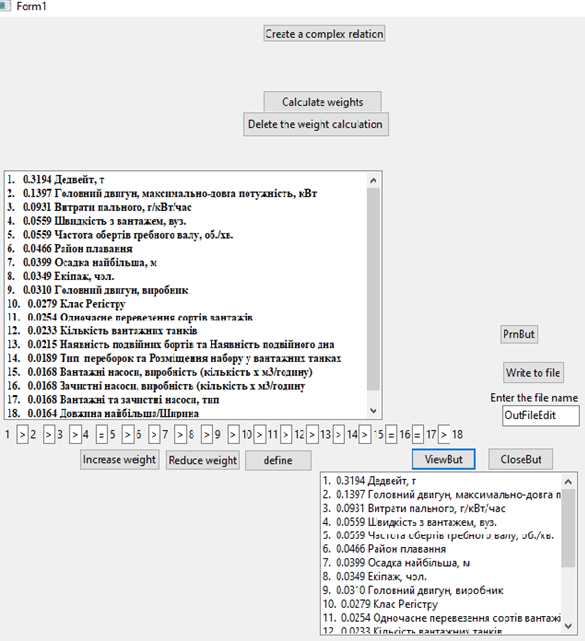 Form1
Create a complex relation
Calculate weights
Delete the weight calculation
1. 0.3194 Дедвейт, т
2. 0.1397 Головний двигун, максимально-довга потужність, кВт
3. 0.0931 Витрати пального, г/кВт/час
4. 0.0559 Швидкість з вантажем, вуз.
5. 0.0559 Частота обертів гребного валу, об./хв.
6. 0.0466 Район плавання
7. 0.0399 Осадка найбільша, м
8. 0.0349 Екіпаж, чол.
9. 0.0310 Головний двигун, виробник
10. 0.0279 Клас Регістру
11. 0.0254 Одночасне перевезення сортів вантажів
12. 0.0233 Кількість вантажних танків
13. 0.0215 Наявність подвійних бортів та Наявність подвійного дна
14. 0.0189 Тип переборок та Розміщення набору у вантажних танках
15. 0.0168 Вантажні насоси, виробність (кількість х м3/годину)
16. 0.0168 Зачистні насоси, виробність (кількість х м3/годину
17. 0.0168 Вантажні та зачистні насоси, тип
18. 0.0164 Довжина найбільша/Ширина
PrnBut
Write to file
Enter the file name
OutFileEdit
1 > 2 > 3 > 4 = 5 > 6 > 7 > 8 > 9 > 10 > 11 > 12 > 13 > 14 > 15 = 16 = 17 > 18
Increase weight Reduce weight define ViewBut CloseBut
1. 0.3194 Дедвейт, т
2. 0.1397 Головний двигун, максимально-довга п
3. 0.0931 Витрати пального, г/кВт/час
4. 0.0559 Швидкість з вантажем, вуз.
5. 0.0559 Частота обертів гребного валу, об./хв.
6. 0.0466 Район плавання
7. 0.0399 Осадка найбільша, м
8. 0.0349 Екіпаж, чол.
9. 0.0310 Головний двигун, виробник
10. 0.0279 Клас Регістру
11. 0.0254 Одночасне перевезення сортів вантажі
12. 0.0233 Кількість вантажних танків